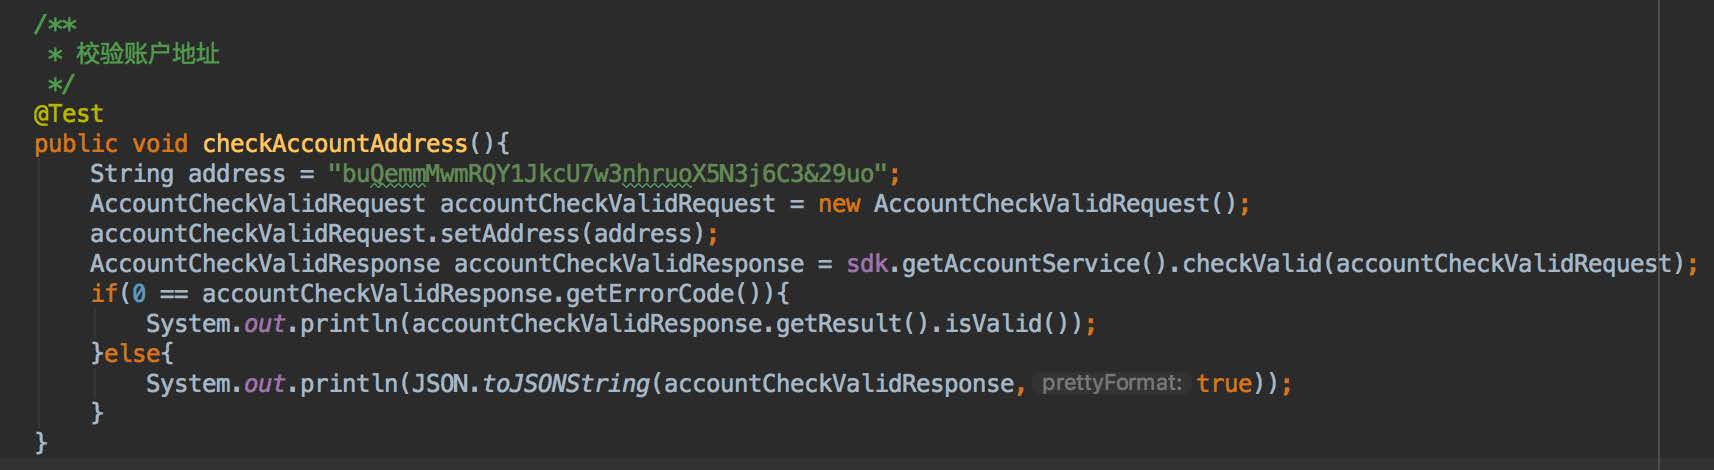 /**
* 校验账户地址
*/
@Test
public void checkAccountAddress(){
String address = "buQemmMwmRQY1JkcU7w3nhruoX5N3j6C3&29uo";
AccountCheckValidRequest accountCheckValidRequest = new AccountCheckValidRequest();
accountCheckValidRequest.setAddress(address);
AccountCheckValidResponse accountCheckValidResponse = sdk.getAccountService().checkValid(accountCheckValidRequest);
if(0 == accountCheckValidResponse.getErrorCode()){
System.out.println(accountCheckValidResponse.getResult().isValid());
}else{
System.out.println(JSON.toJSONString(accountCheckValidResponse, prettyFormat: true));
}
}